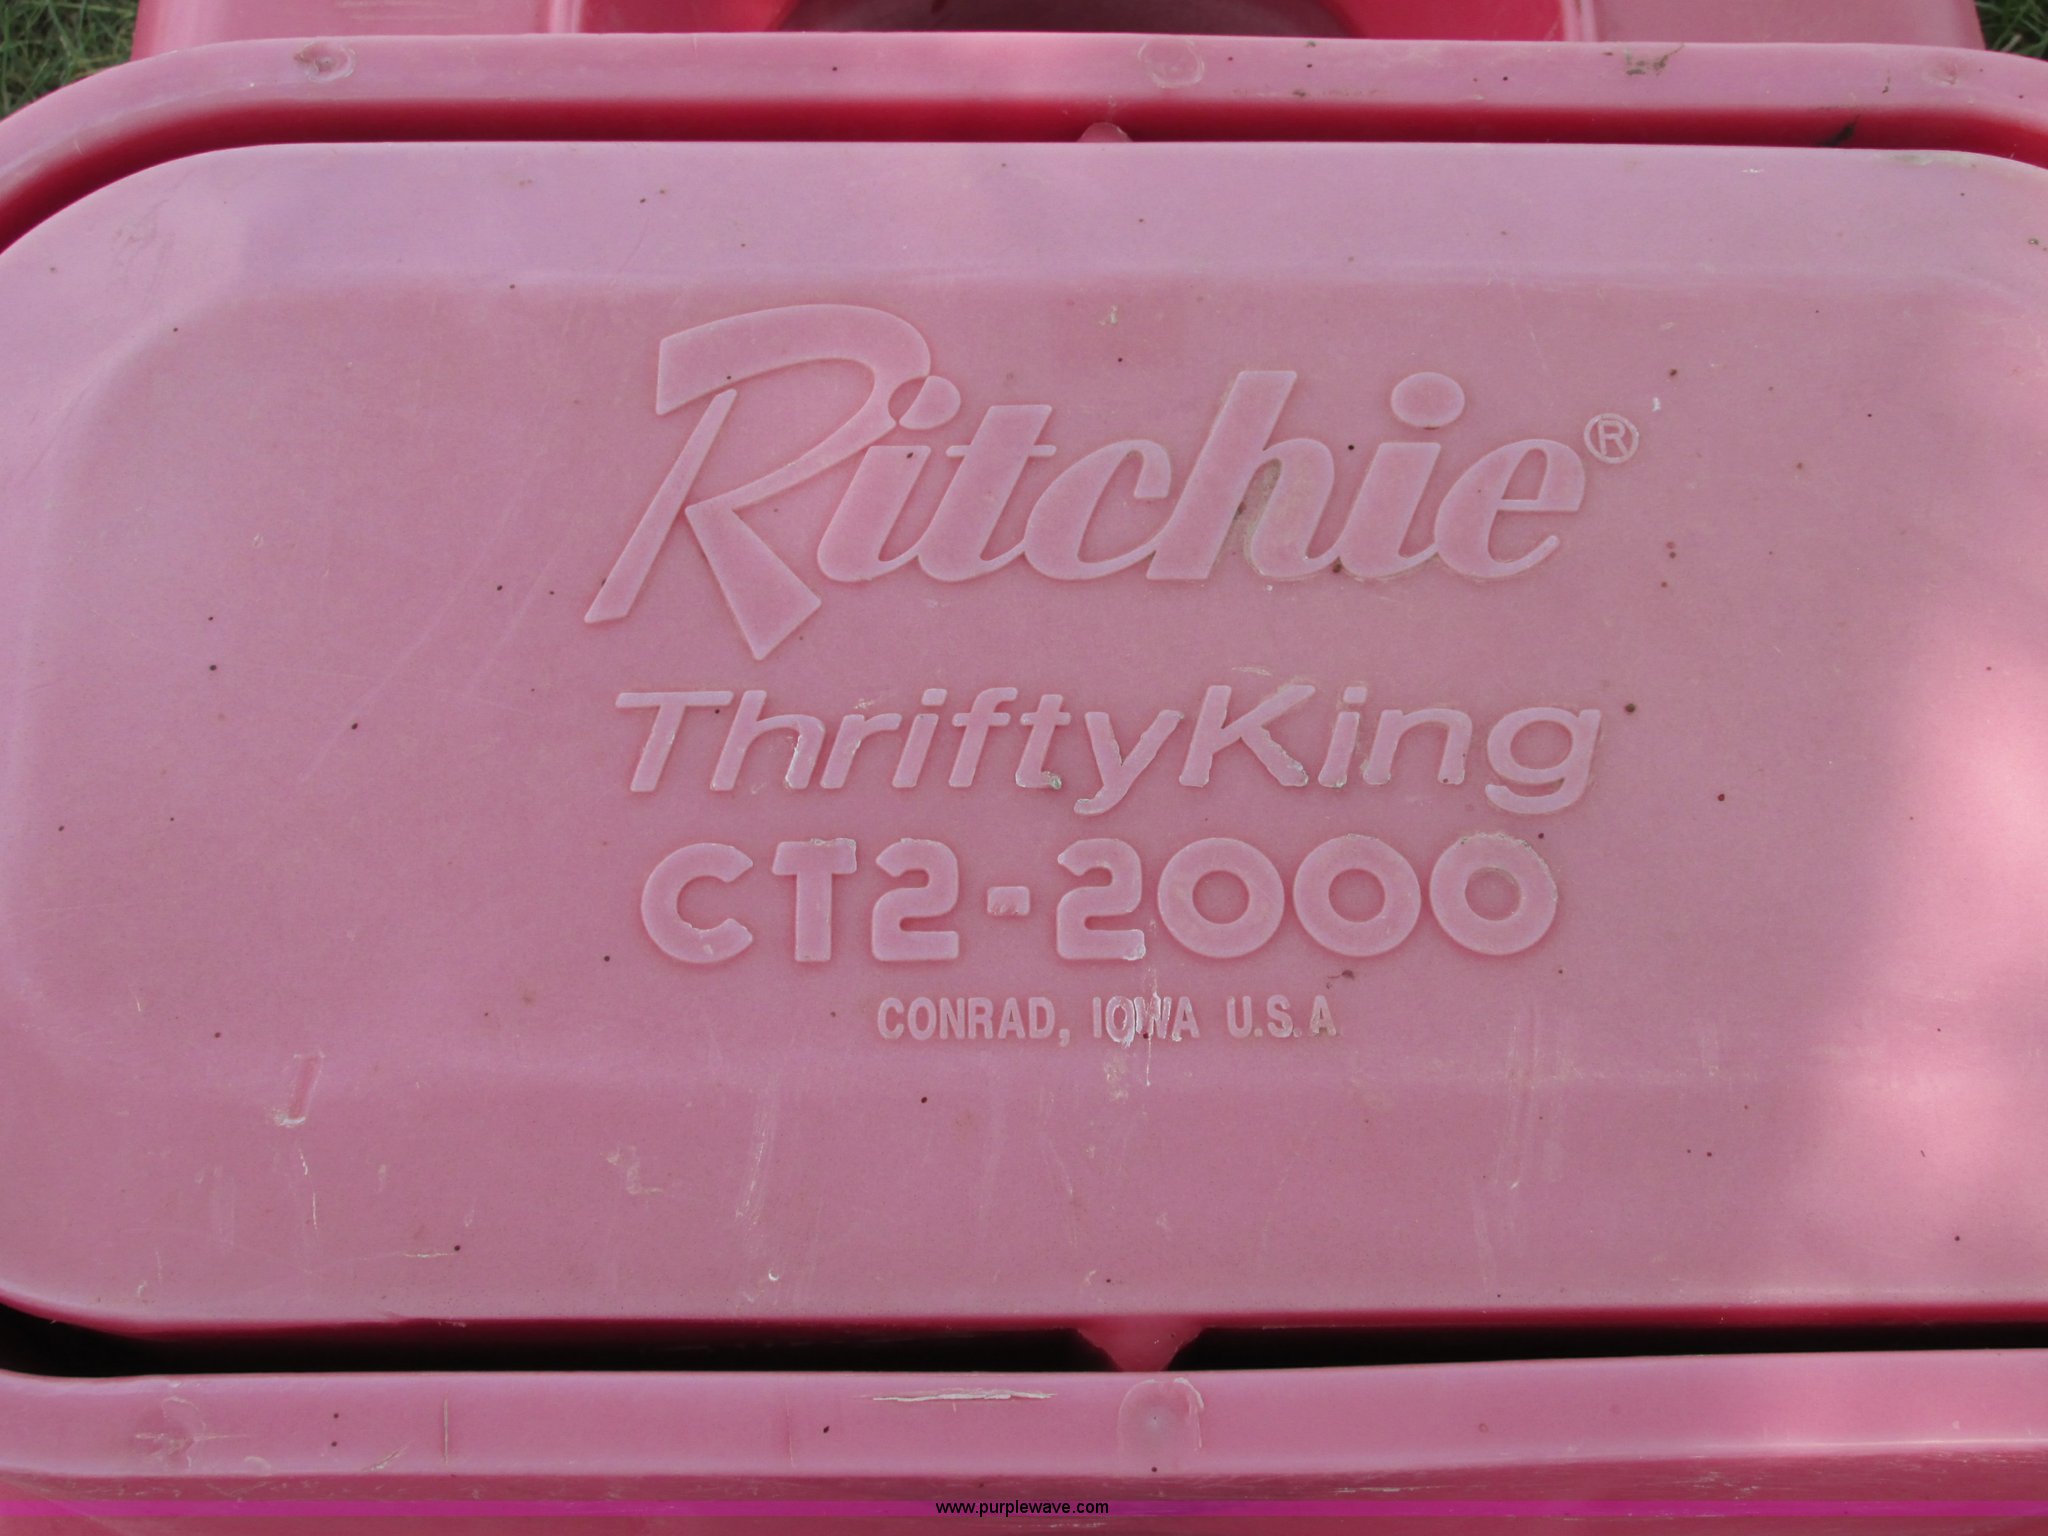 Ritchie®
ThriftyKing
CT2-2000
CONRAD, IOWA U.S.A
www.purplewave.com